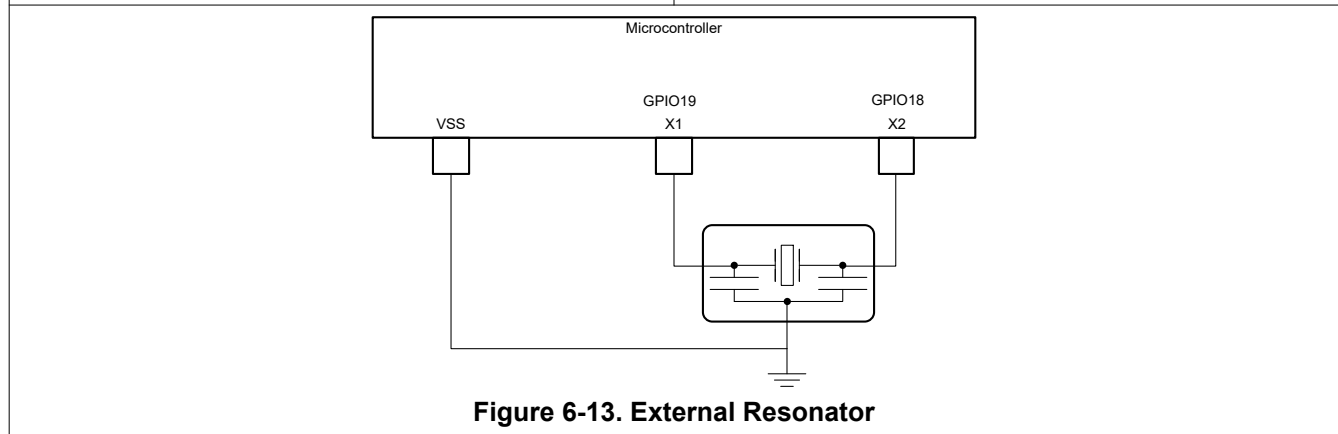 Microcontroller
GPIO19
GPIO18
VSS
X1
X2
Figure 6-13. External Resonator